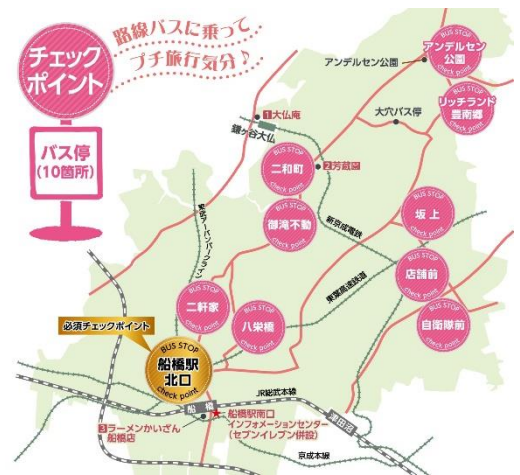 チェック
ポイント
路線バスに乗って
プチ旅行気分♪
バス停
(10箇所)
アンデルセン公園
BUS STOP
アンデルセン
公園
check point
BUS STOP
リッチランド
豊南郷
check point
大穴バス停
1大仏庵
鎌ヶ谷大仏
BUS STOP
二和町
check point
2芳蔵園
BUS STOP
御滝不動
check point
新京成電鉄
BUS STOP
坂上
check point
東葉高速鉄道
BUS STOP
店舗前
check point
BUS STOP
自衛隊前
check point
東武アーバンパークライン
BUS STOP
二軒家
check point
BUS STOP
八栄橋
check point
必須チェックポイント
BUS STOP
船橋駅
北口
check point
JR総武本線
船橋
津田沼
船橋駅南口
インフォメーションセンター
(セブンイレブン併設)
3ラーメンかいざん
船橋店
京成本線